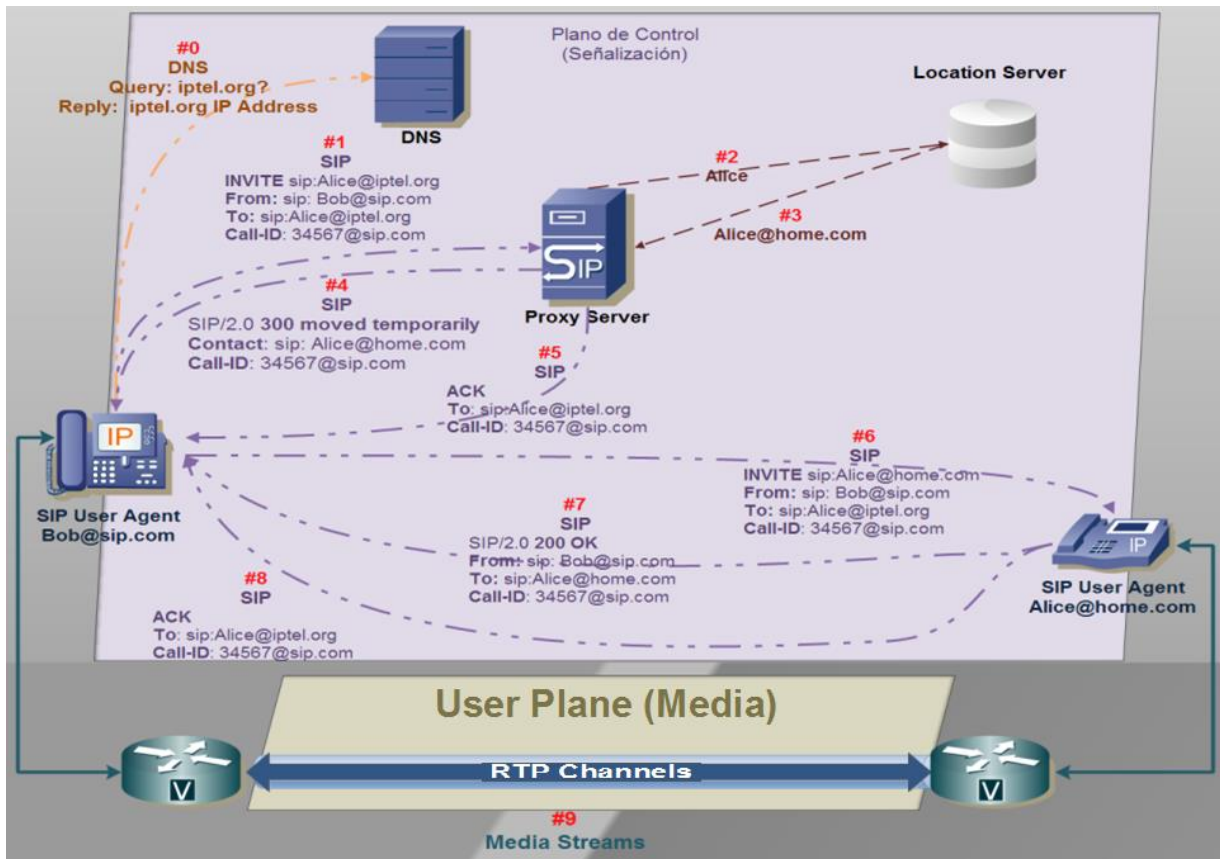 Plano de Control
(Señalización)
#0
DNS
Query: iptel.org?
Reply: iptel.org IP Address
DNS
Location Server
#1
SIP
INVITE sip:Alice@iptel.org
From: sip: Bob@sip.com
To: sip:Alice@iptel.org
Call-ID: 34567@sip.com
#2
Alice
#3
Alice@home.com
SIP
Proxy Server
#4
SIP
SIP/2.0 300 moved temporarily
Contact: sip: Alice@home.com
Call-ID: 34567@sip.com
#5
SIP
ACK
To: sip:Alice@iptel.org
Call-ID: 34567@sip.com
IP
SIP User Agent
Bob@sip.com
#6
SIP
INVITE sip:Alice@home.com
From: sip: Bob@sip.com
To: sip:Alice@iptel.org
Call-ID: 34567@sip.com
#7
SIP
SIP/2.0 200 OK
From: sip: Bob@sip.com
To: sip:Alice@home.com
Call-ID: 34567@sip.com
IP
SIP User Agent
Alice@home.com
#8
SIP
ACK
To: sip:Alice@iptel.org
Call-ID: 34567@sip.com
User Plane (Media)
RTP Channels
V
V
#9
Media Streams